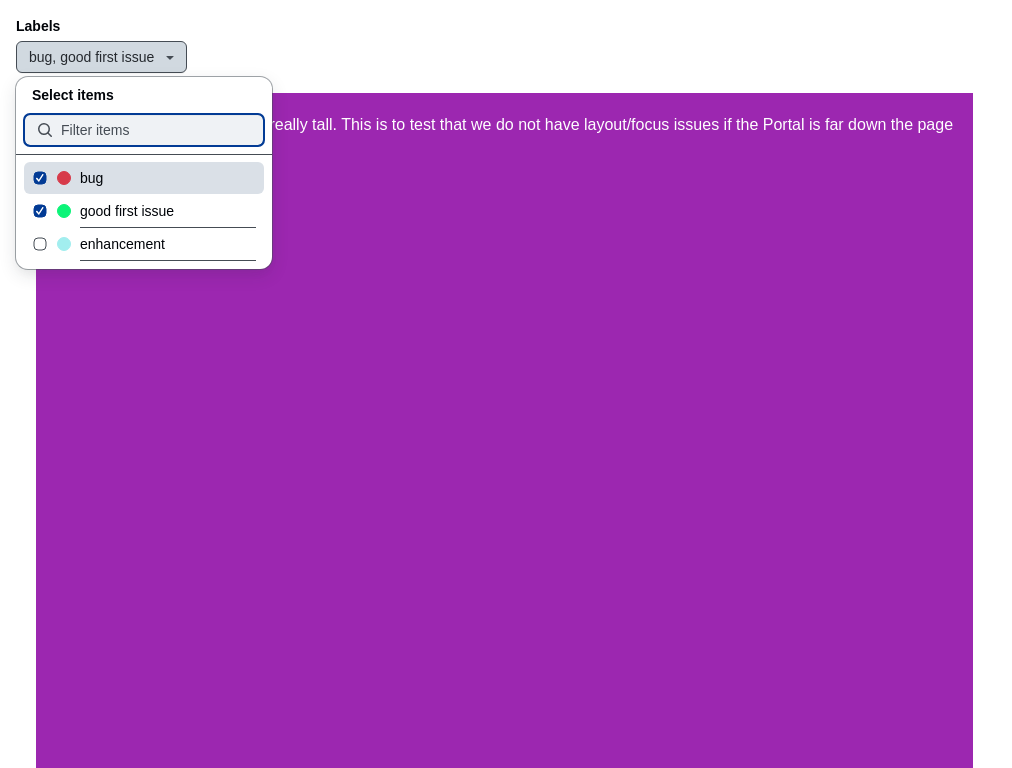 Labels
bug, good first issue
Select items
really tall. This is to test that we do not have layout/focus issues if the Portal is far down the page
Filter items
bug
good first issue
enhancement